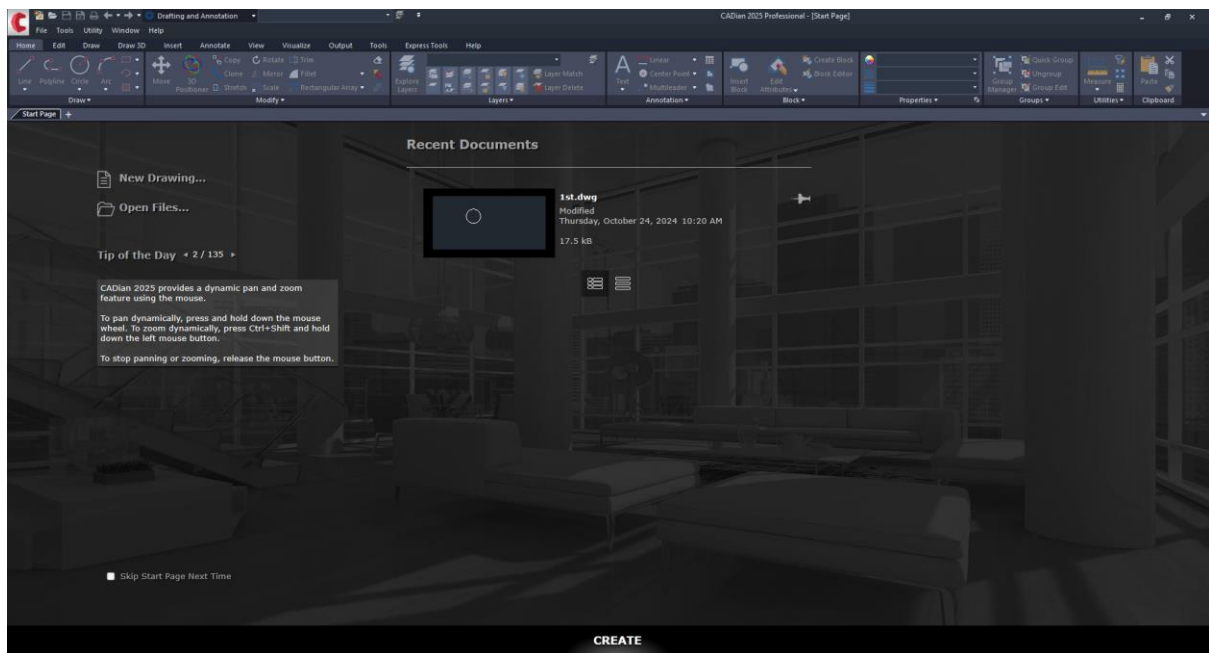 Drafting and Annotation
CADian 2025 Professional - [Start Page]
File Tools Utility Window Help
Home Edit Draw Draw 3D Insert Annotate View Visualize Output Tools Express Tools Help
Line Polyline Circle Arc
Move 3D Positioner
Copy Rotate Trim
Clone Mirror Fillet
Stretch Scale Rectangular Array
Explore Layers
Layer Match
Layer Delete
Text
Linear
Center Point
Multileader
Insert Block
Edit Attributes
Create Block
Block Editor
Group Manager
Quick Group
Ungroup
Group Edit
Measure
Paste
Draw Modify Layers Annotation Block Properties Groups Utilities Clipboard
Start Page +
Recent Documents
New Drawing...
Open Files...
1st.dwg
Modified
Thursday, October 24, 2024 10:20 AM
17.5 kB
Tip of the Day 2 / 135
CADian 2025 provides a dynamic pan and zoom
feature using the mouse.
To pan dynamically, press and hold down the mouse
wheel. To zoom dynamically, press Ctrl+Shift and hold
down the left mouse button.
To stop panning or zooming, release the mouse button.
Skip Start Page Next Time
CREATE